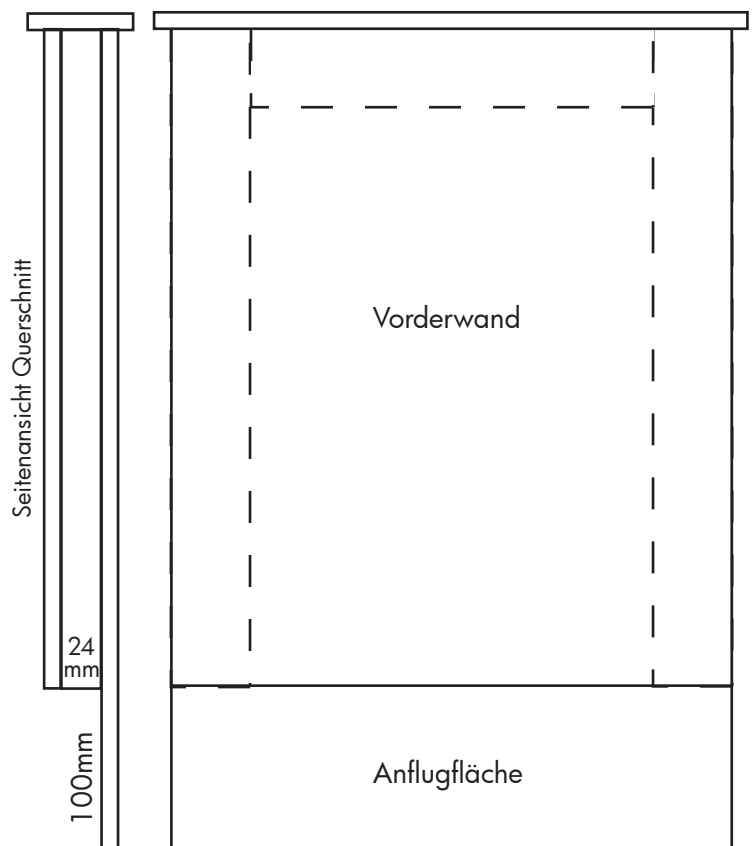 Seitenansicht Querschnitt
24
mm
100mm
Vorderwand
Anflugfläche